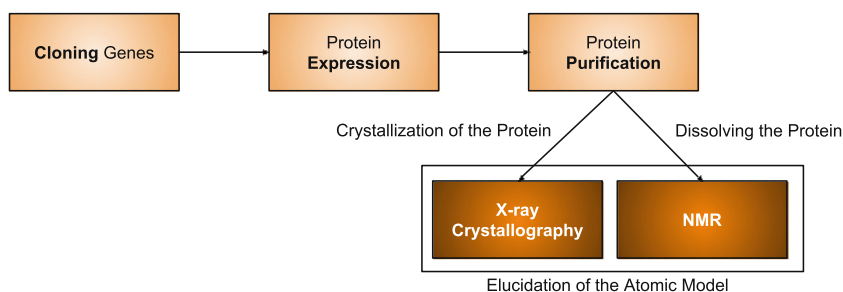 Cloning Genes
Protein
Expression
Protein
Purification
Crystallization of the Protein
Dissolving the Protein
X-ray
Crystallography
NMR
Elucidation of the Atomic Model